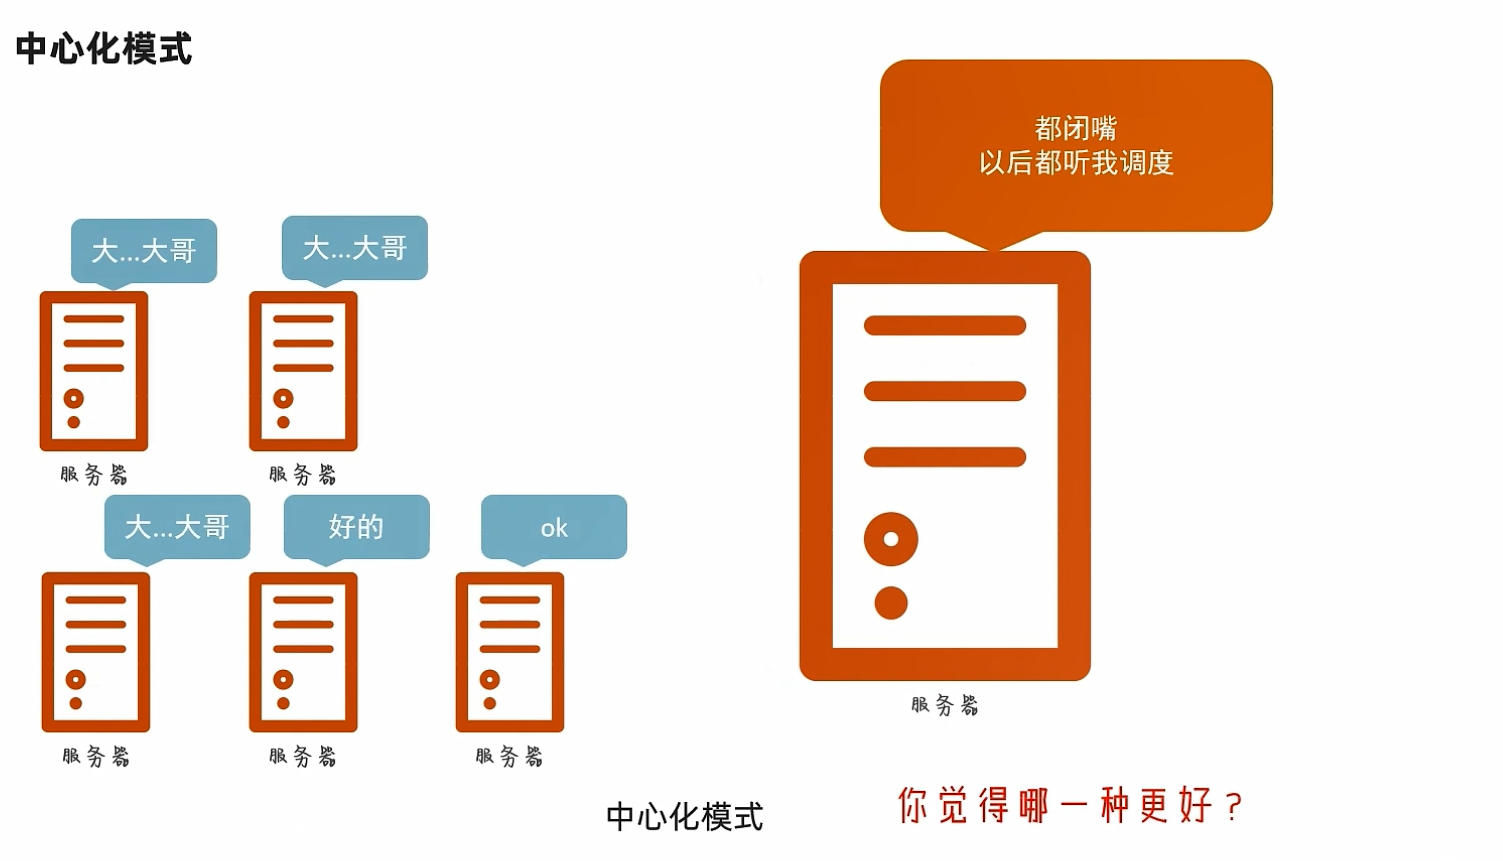 中心化模式
都闭嘴
以后都听我调度
大...大哥
大...大哥
服务器
服务器
大...大哥
好的
ok
服务器
服务器
服务器
服务器
中心化模式
你觉得哪一种更好?